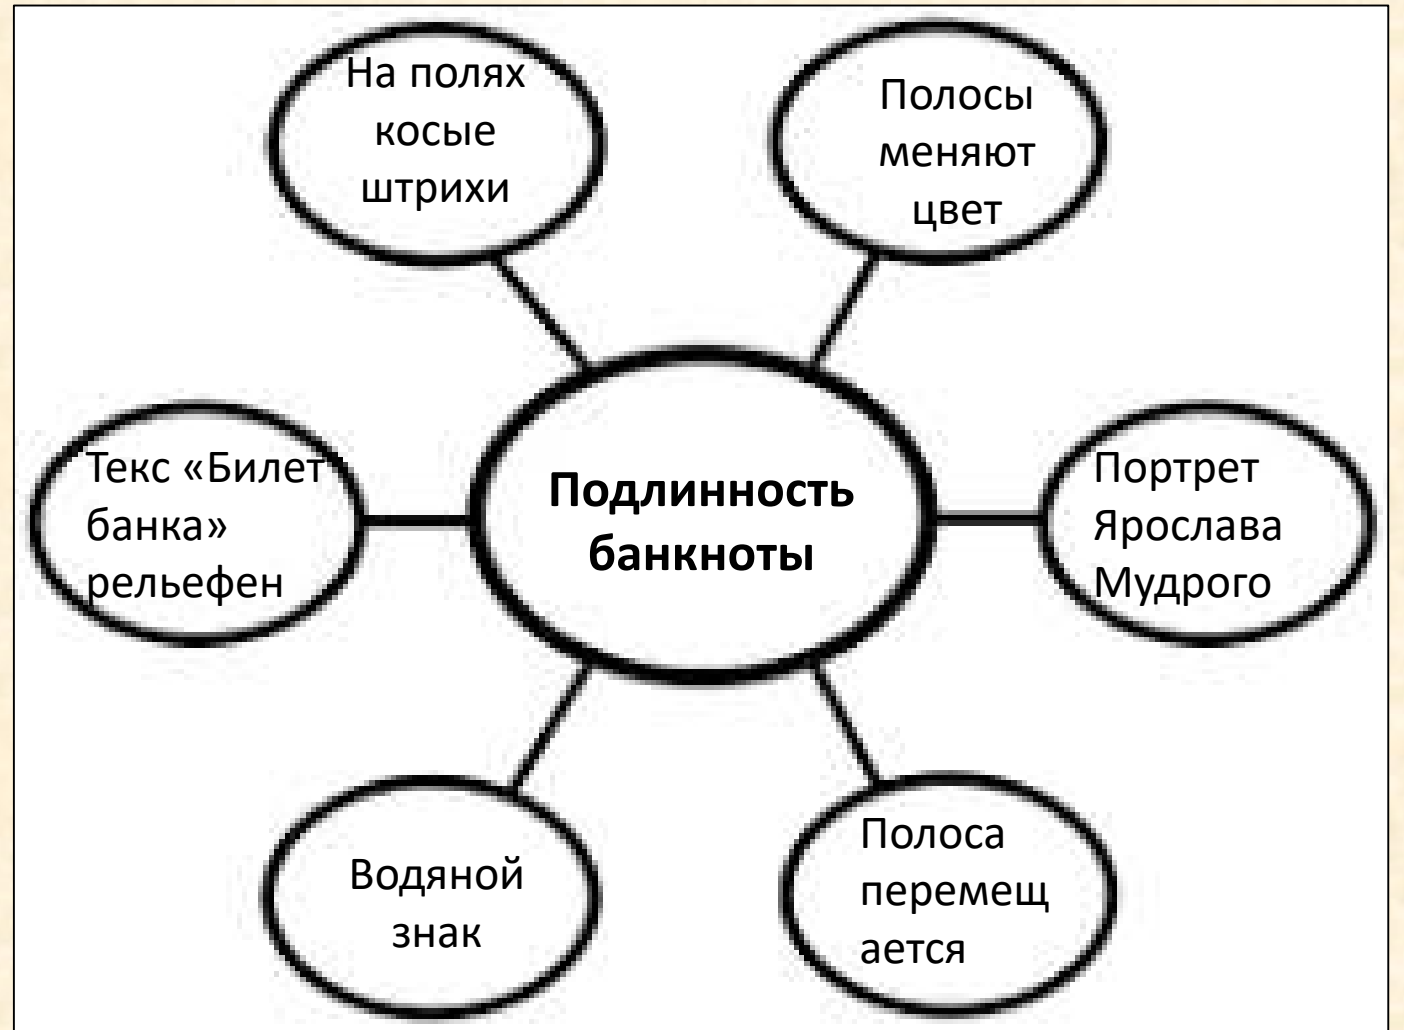 На полях
косые
штрихи
Полосы
меняют
цвет
Текс «Билет
банка»
рельефен
Подлинность
банкноты
Портрет
Ярослава
Мудрого
Водяной
знак
Полоса
перемещ
ается